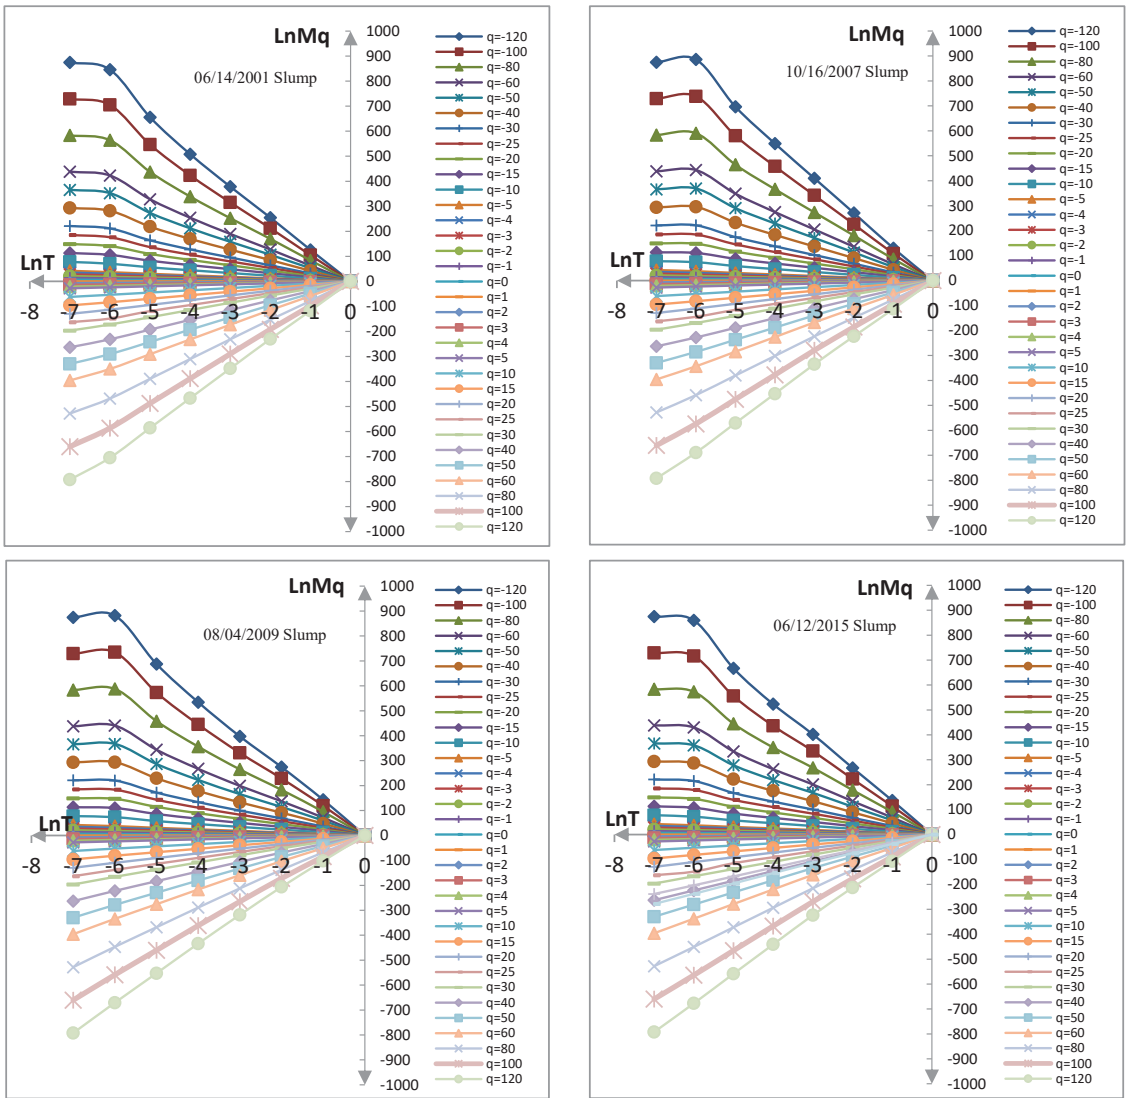 LnMq
06/14/2001 Slump
LnT
1000
900
800
700
600
500
400
300
200
100
0
-100
-200
-300
-400
-500
-600
-700
-800
-900
-1000
-8 -7 -6 -5 -4 -3 -2 -1 0
q=-120
q=-100
q=-80
q=-60
q=-50
q=-40
q=-30
q=-25
q=-20
q=-15
q=-10
q=-5
q=-4
q=-3
q=-2
q=-1
q=0
q=1
q=2
q=3
q=4
q=5
q=10
q=15
q=20
q=25
q=30
q=40
q=50
q=60
q=80
q=100
q=120
LnMq
10/16/2007 Slump
LnT
1000
900
800
700
600
500
400
300
200
100
0
-100
-200
-300
-400
-500
-600
-700
-800
-900
-1000
-8 -7 -6 -5 -4 -3 -2 -1 0
q=-120
q=-100
q=-80
q=-60
q=-50
q=-40
q=-30
q=-25
q=-20
q=-15
q=-10
q=-5
q=-4
q=-3
q=-2
q=-1
q=0
q=1
q=2
q=3
q=4
q=5
q=10
q=15
q=20
q=25
q=30
q=40
q=50
q=60
q=80
q=100
q=120
LnMq
08/04/2009 Slump
LnT
1000
900
800
700
600
500
400
300
200
100
0
-100
-200
-300
-400
-500
-600
-700
-800
-900
-1000
-8 -7 -6 -5 -4 -3 -2 -1 0
q=-120
q=-100
q=-80
q=-60
q=-50
q=-40
q=-30
q=-25
q=-20
q=-15
q=-10
q=-5
q=-4
q=-3
q=-2
q=-1
q=0
q=1
q=2
q=3
q=4
q=5
q=10
q=15
q=20
q=25
q=30
q=40
q=50
q=60
q=80
q=100
q=120
LnMq
06/12/2015 Slump
LnT
1000
900
800
700
600
500
400
300
200
100
0
-100
-200
-300
-400
-500
-600
-700
-800
-900
-1000
-8 -7 -6 -5 -4 -3 -2 -1 0
q=-120
q=-100
q=-80
q=-60
q=-50
q=-40
q=-30
q=-25
q=-20
q=-15
q=-10
q=-5
q=-4
q=-3
q=-2
q=-1
q=0
q=1
q=2
q=3
q=4
q=5
q=10
q=15
q=20
q=25
q=30
q=40
q=50
q=60
q=80
q=100
q=120